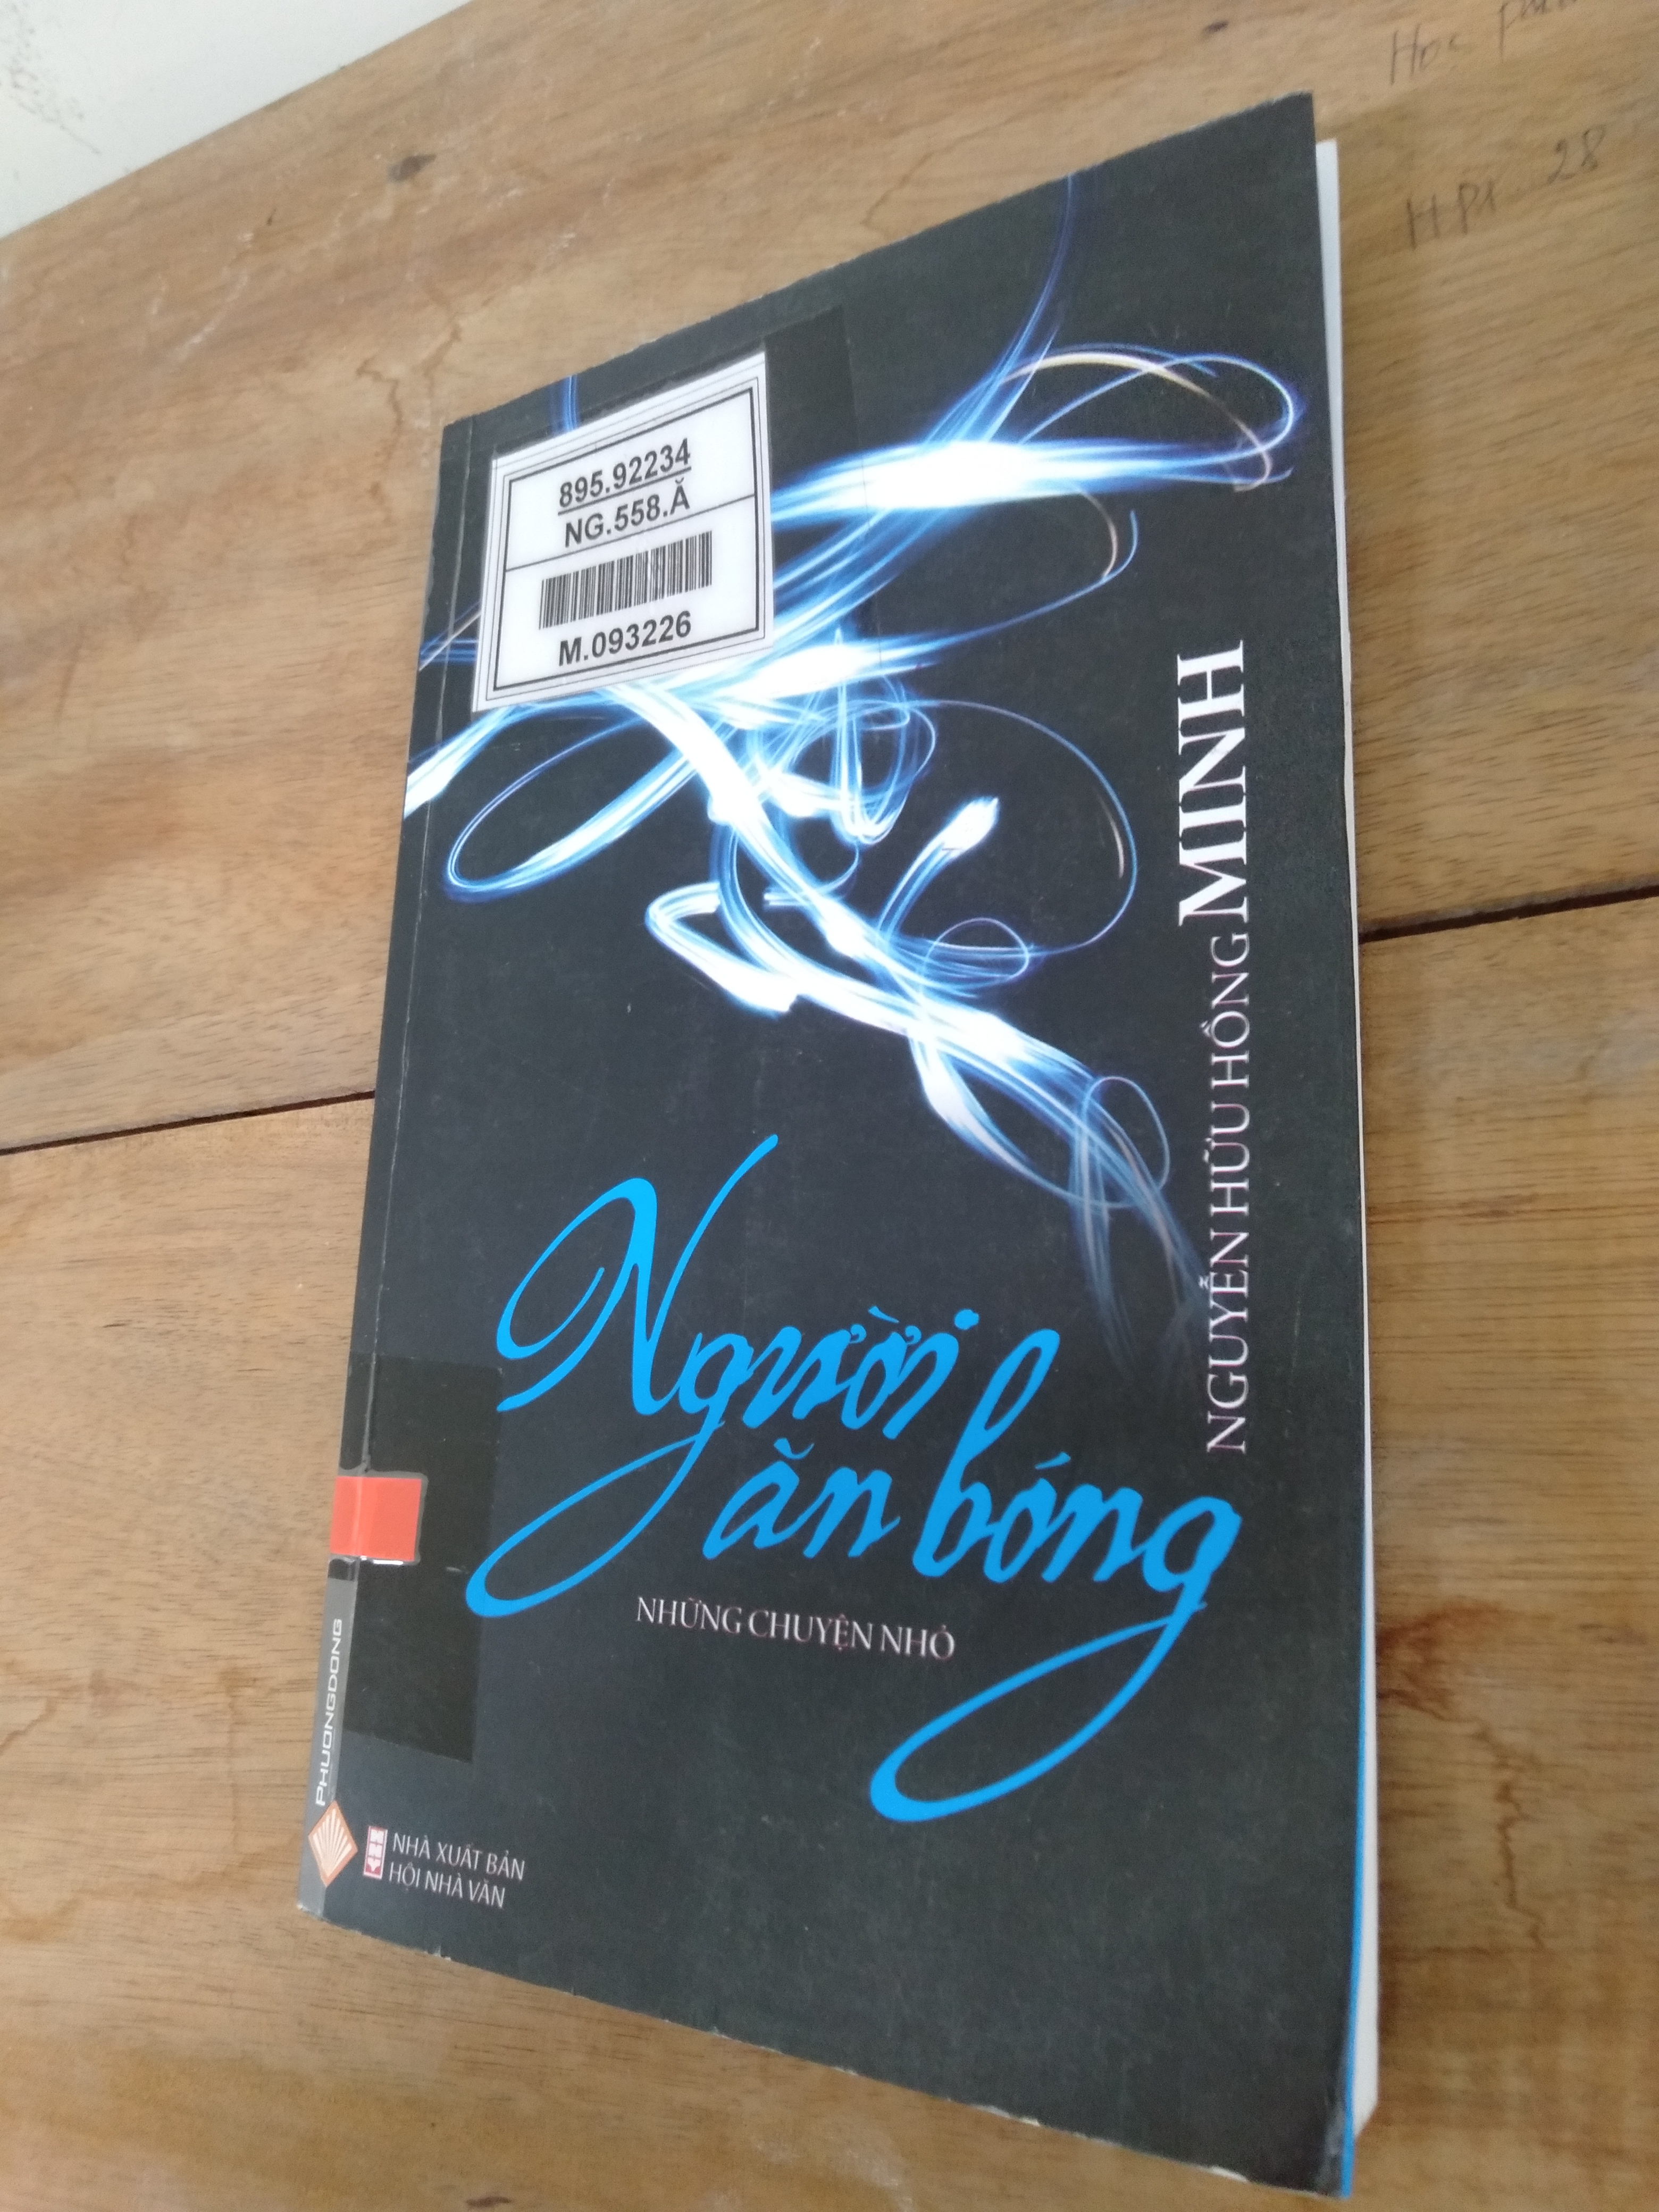 895.92234
NG.558.Ă
M.093226
NGUYỄN HỮU HỒNG MINH
Người
ăn bóng
NHỮNG CHUYỆN NHỎ
PHUONGDONG
NHÀ XUẤT BẢN
HỘI NHÀ VĂN
Học
28